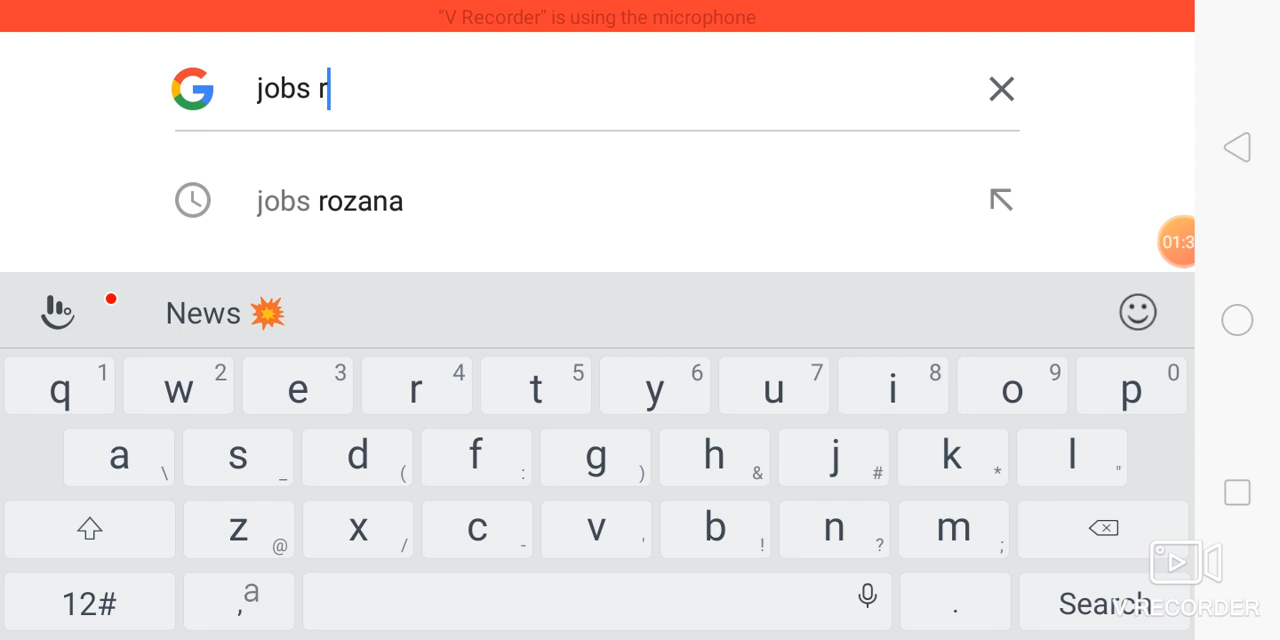 "V Recorder" is using the microphone
jobs r
jobs rozana
01:3
News 💥
q 1 w 2 e 3 r 4 t 5 y 6 u 7 i 8 o 9 p 0
a \ s _ d ( f : g ) h & j # k * l "
z @ x / c - v ' b ! n ? m ;
12# , a . Search
V RECORDER